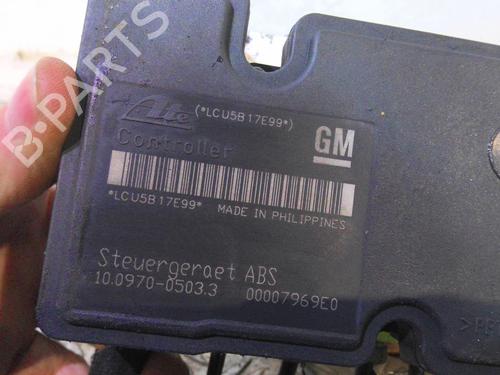 B-PARTS
Ate
(*LCU5B17E99*)
Controller
GM
*LCU5B17E99* MADE IN PHILIPPINES
Steuergeraet ABS
10.0970-0503.3 00007969E0